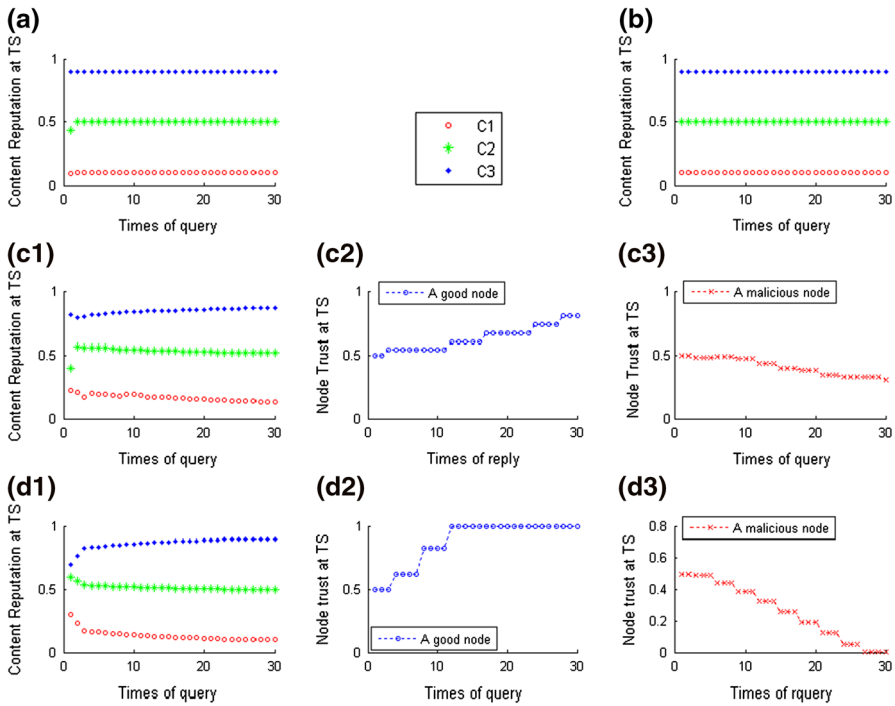 (a)
Content Reputation at TS
1
0.5
0
0 10 20 30
Times of query
C1
C2
C3
(b)
Content Reputation at TS
1
0.5
0
0 10 20 30
Times of query
(c1)
Content Reputation at TS
1
0.5
0
0 10 20 30
Times of query
(c2)
Node Trust at TS
1
0.5
0
0 10 20 30
A good node
Times of reply
(c3)
Node Trust at TS
1
0.5
0
0 10 20 30
A malicious node
Times of query
(d1)
Content Reputation at TS
1
0.5
0
0 10 20 30
Times of query
(d2)
Node trust at TS
1
0.5
0
0 10 20 30
A good node
Times of query
(d3)
Node trust at TS
0.8
0.6
0.4
0.2
0
0 10 20 30
A malicious node
Times of rquery